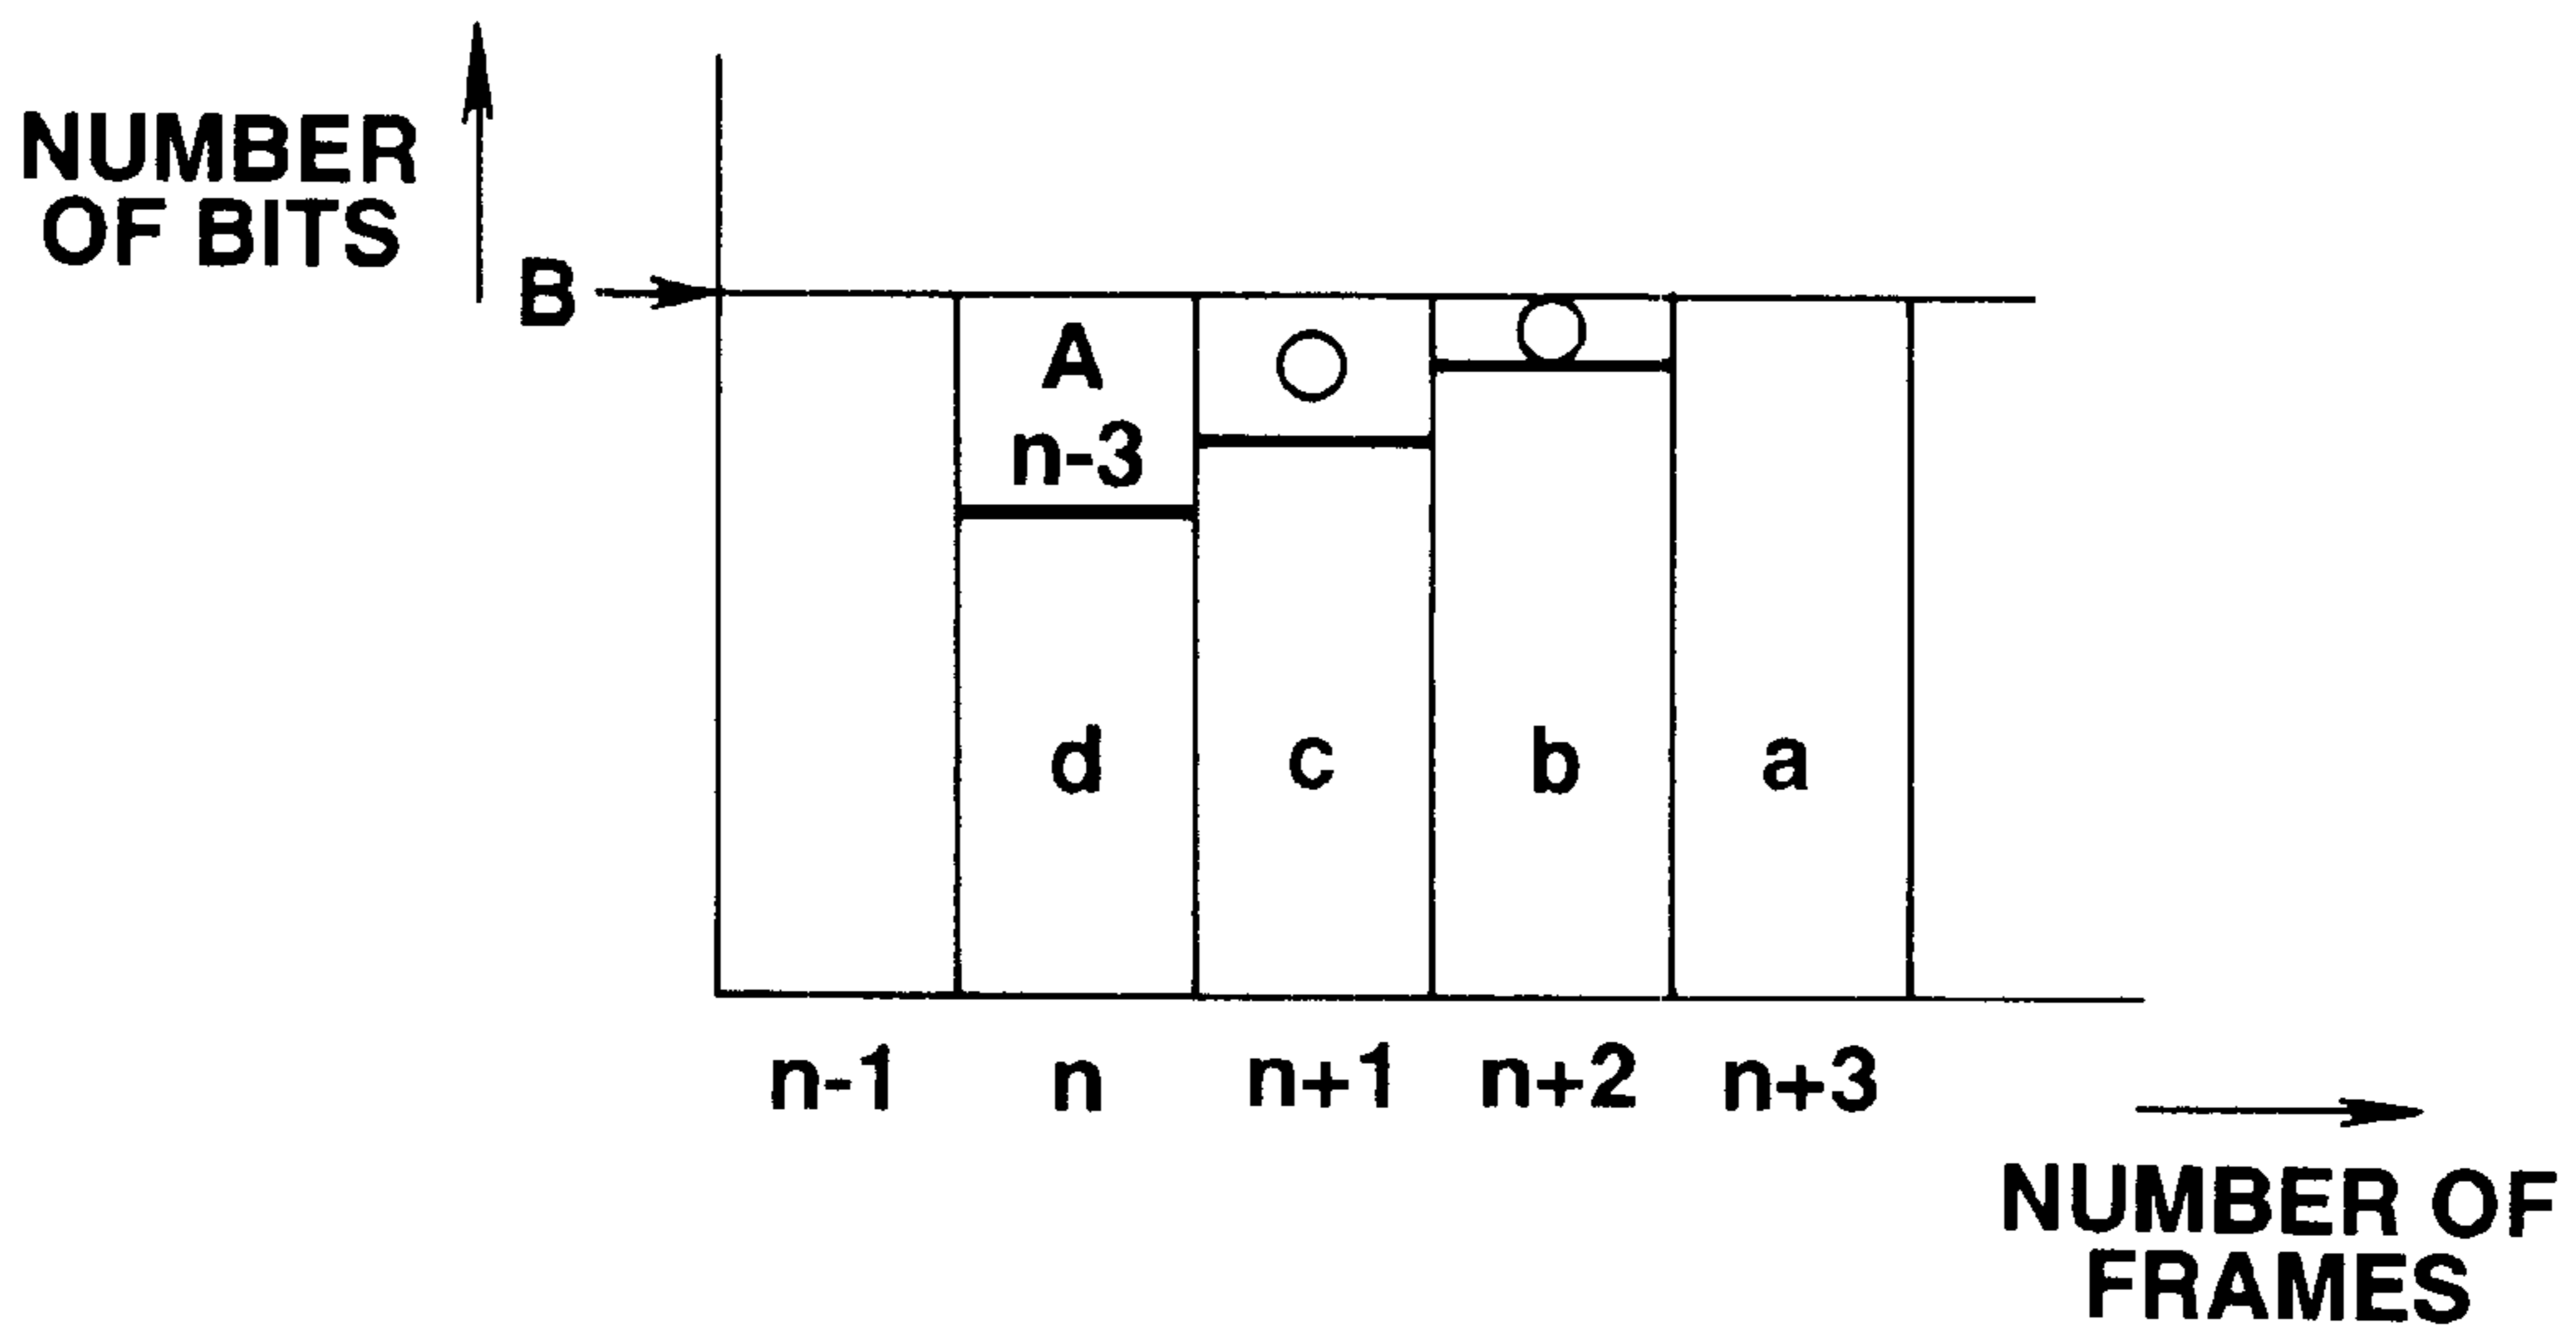 NUMBER
OF BITS
B
A
n-3
d
c
b
a
n-1
n
n+1
n+2
n+3
NUMBER OF
FRAMES